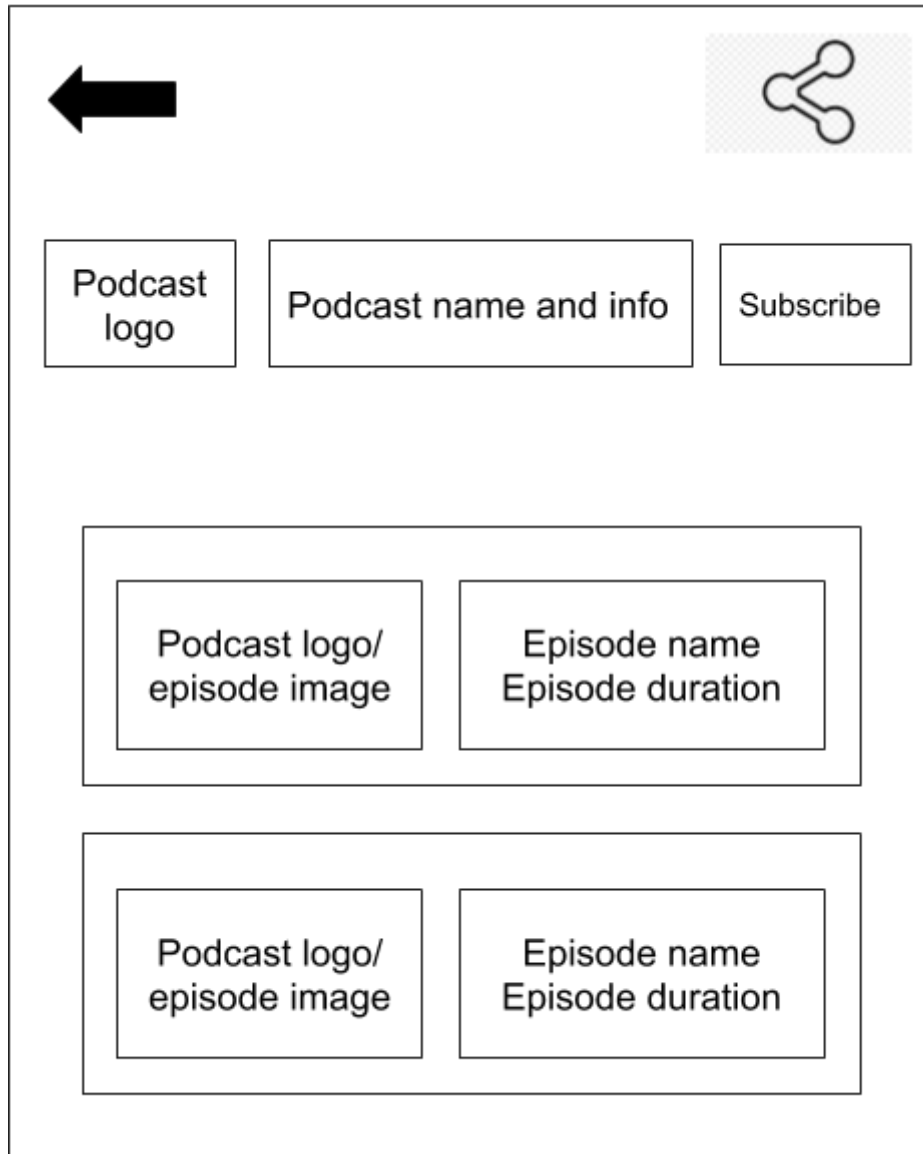 Podcast
logo
Podcast name and info
Subscribe
Podcast logo/
episode image
Episode name
Episode duration
Podcast logo/
episode image
Episode name
Episode duration